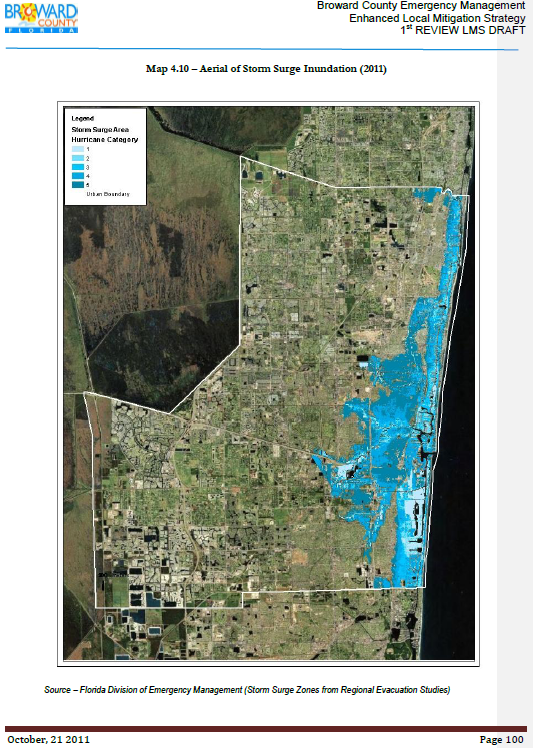 BROWARD
COUNTY
FLORIDA
Broward County Emergency Management
Enhanced Local Mitigation Strategy
1st REVIEW LMS DRAFT
Map 4.10 – Aerial of Storm Surge Inundation (2011)
Legend
Storm Surge Area
Hurricane Category
1
2
3
4
5
Urban Boundary
Source – Florida Division of Emergency Management (Storm Surge Zones from Regional Evacuation Studies)
October, 21 2011
Page 100